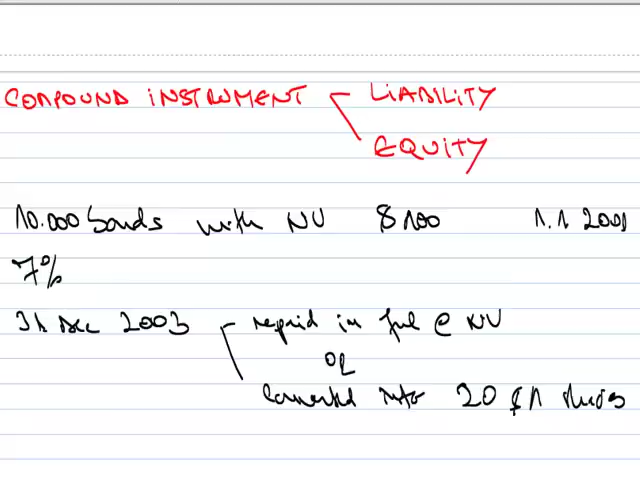 COMPOUND INSTRUMENT LIABILITY
EQUITY
10.000 bonds with NV $100 1.1 2001
7%
31 Dec 2003 repaid in full @ NV
OR
Converted into 20 $1 shares